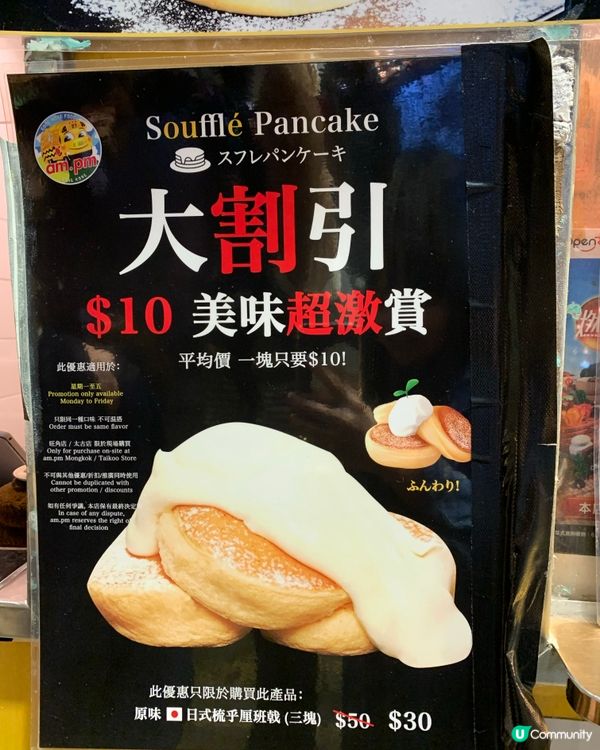 Soufflé Pancake
スフレパンケーキ
am.pm.
大割引
$10 美味超激賞
平均價 一塊只要$10!
此優惠適用於:
星期一至五
Promotion only available
Monday to Friday
只限同一種口味 不可混搭
Order must be same flavor
旺角店 / 太古店 限於現場購買
Only for purchase on-site at
am.pm Mongkok / Taikoo Store
不可與其他優惠/折扣/推廣同時使用
Cannot be duplicated with
other promotion / discounts
如有任何爭議, 本店保有最終決定
In case of any dispute,
am.pm reserves the right of
final decision
ふんわり!
此優惠只限於購買此產品:
原味 日式梳乎厘班戟 (三塊) $50 $30
U Community